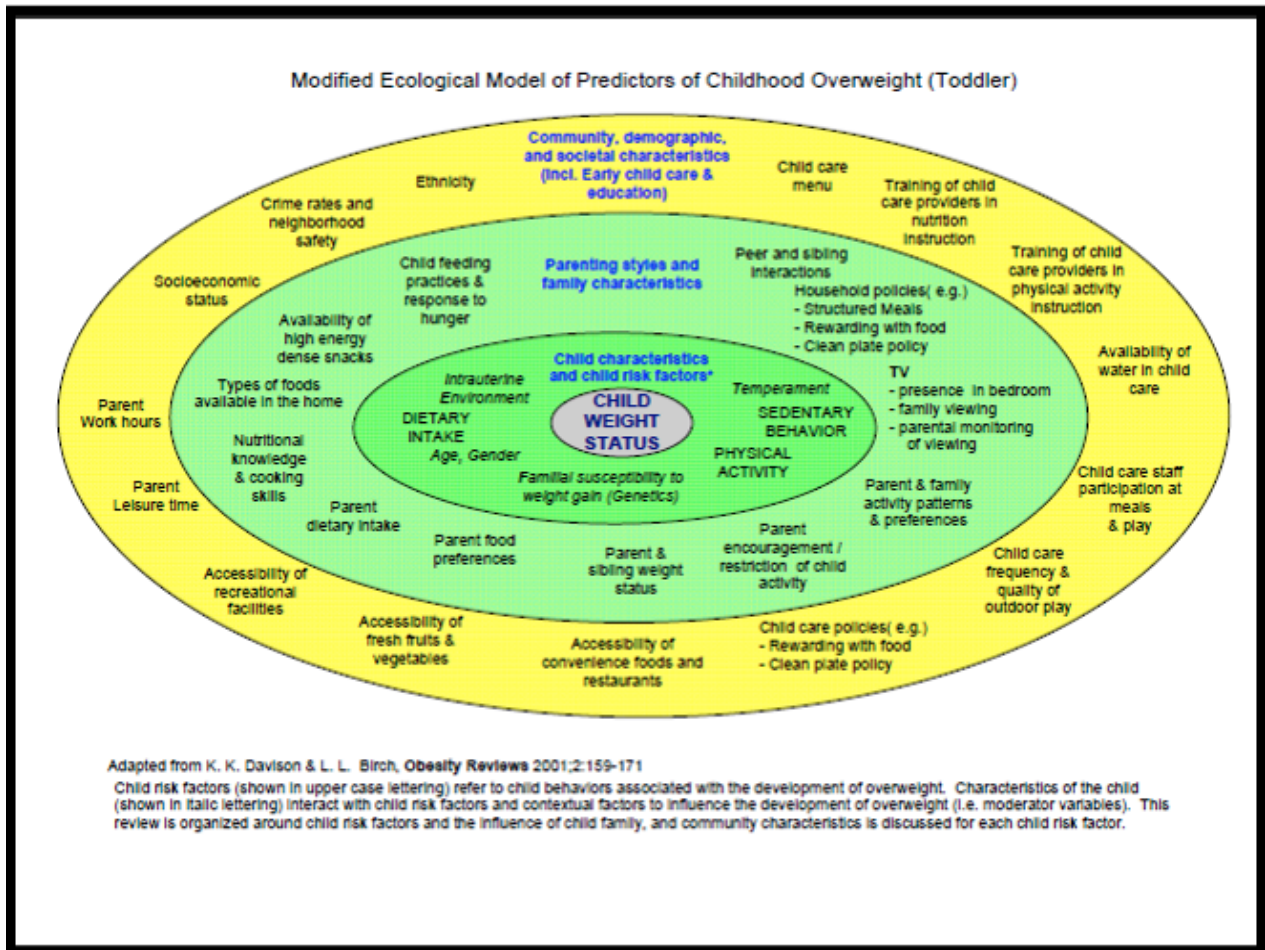 Modified Ecological Model of Predictors of Childhood Overweight (Toddler)
Community, demographic,
and societal characteristics
(incl. Early child care &
education)
Ethnicity
Crime rates and
neighborhood
safety
Socioeconomic
status
Parent
Work hours
Parent
Leisure time
Accessibility of
recreational
facilities
Accessibility of
fresh fruits &
vegetables
Accessibility of
convenience foods and
restaurants
Child care policies( e.g.)
- Rewarding with food
- Clean plate policy
Child care
frequency &
quality of
outdoor play
Child care staff
participation at
meals
& play
Availability of
water in child
care
Training of child
care providers in
physical activity
instruction
Training of child
care providers in
nutrition
instruction
Child care
menu
Parenting styles and
family characteristics
Child feeding
practices &
response to
hunger
Availability of
high energy
dense snacks
Types of foods
available in the home
Nutritional
knowledge
& cooking
skills
Parent
dietary intake
Parent food
preferences
Parent &
sibling weight
status
Parent
encouragement /
restriction of child
activity
Parent & family
activity patterns
& preferences
TV
- presence in bedroom
- family viewing
- parental monitoring
of viewing
Household policies( e.g.)
- Structured Meals
- Rewarding with food
- Clean plate policy
Peer and sibling
interactions
Child characteristics
and child risk factors*
Intrauterine
Environment
DIETARY
INTAKE
Age, Gender
Familial susceptibility to
weight gain (Genetics)
PHYSICAL
ACTIVITY
SEDENTARY
BEHAVIOR
Temperament
CHILD
WEIGHT
STATUS
Adapted from K. K. Davison & L. L. Birch, Obesity Reviews 2001;2:159-171
Child risk factors (shown in upper case lettering) refer to child behaviors associated with the development of overweight. Characteristics of the child
(shown in italic lettering) interact with child risk factors and contextual factors to influence the development of overweight (i.e. moderator variables). This
review is organized around child risk factors and the influence of child family, and community characteristics is discussed for each child risk factor.